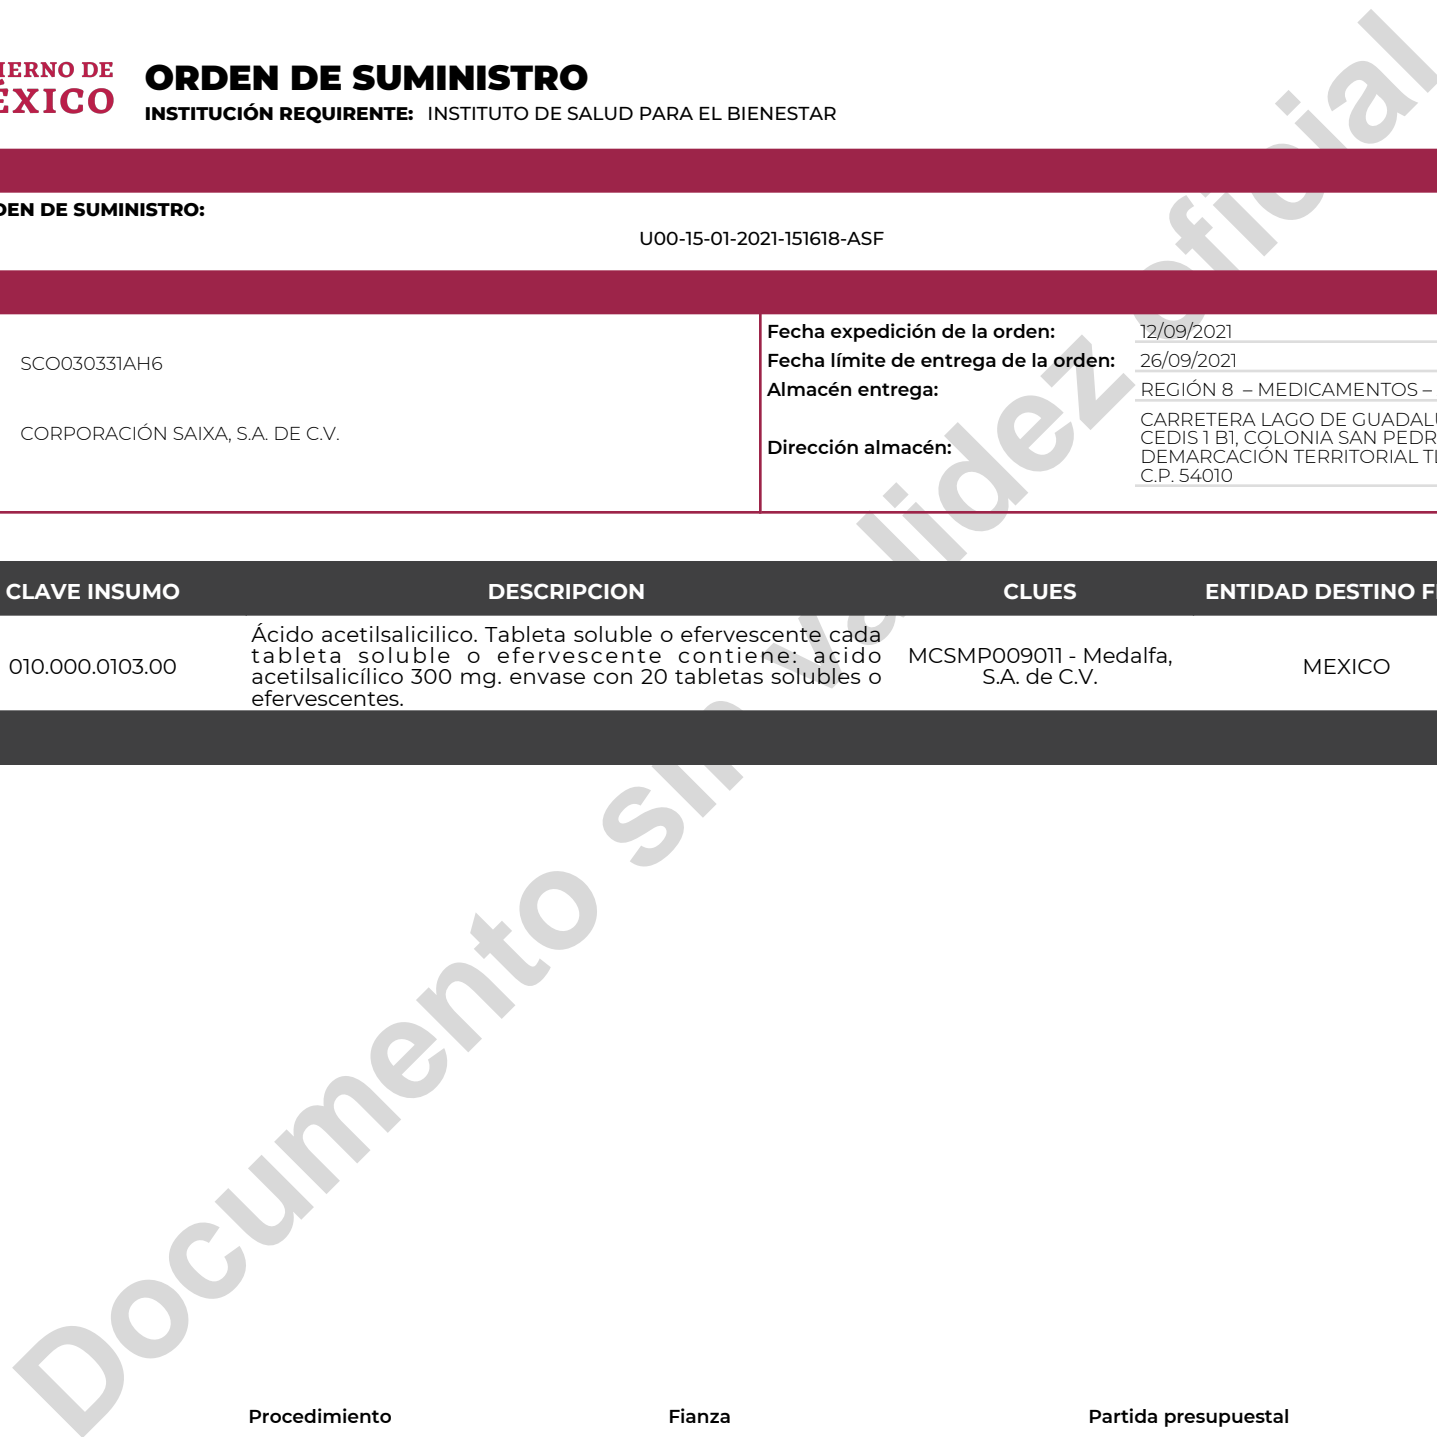 IERNO DE
ÉXICO
ORDEN DE SUMINISTRO
INSTITUCIÓN REQUIRENTE: INSTITUTO DE SALUD PARA EL BIENESTAR
DEN DE SUMINISTRO:
U00-15-01-2021-151618-ASF
SCO030331AH6
CORPORACIÓN SAIXA, S.A. DE C.V.
Fecha expedición de la orden: 12/09/2021
Fecha límite de entrega de la orden: 26/09/2021
Almacén entrega: REGIÓN 8 – MEDICAMENTOS –
Dirección almacén:
CARRETERA LAGO DE GUADALU
CEDIS 1 B1, COLONIA SAN PEDR
DEMARCACIÓN TERRITORIAL TL
C.P. 54010
CLAVE INSUMO DESCRIPCION CLUES ENTIDAD DESTINO FI
010.000.0103.00
Ácido acetilsalicilico. Tableta soluble o efervescente cada
tableta soluble o efervescente contiene: acido
acetilsalicílico 300 mg. envase con 20 tabletas solubles o
efervescentes.
MCSMP009011 - Medalfa,
S.A. de C.V.
MEXICO
Documento sin validez oficial
Procedimiento Fianza Partida presupuestal